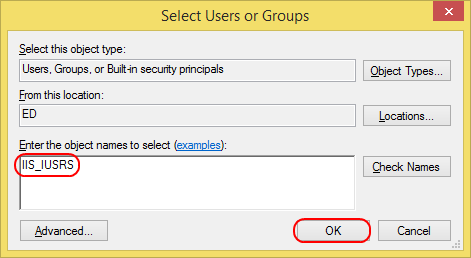 Select Users or Groups
Select this object type:
Users, Groups, or Built-in security principals
Object Types...
From this location:
ED
Locations...
Enter the object names to select (examples):
IIS_IUSRS
Check Names
Advanced...
OK
Cancel